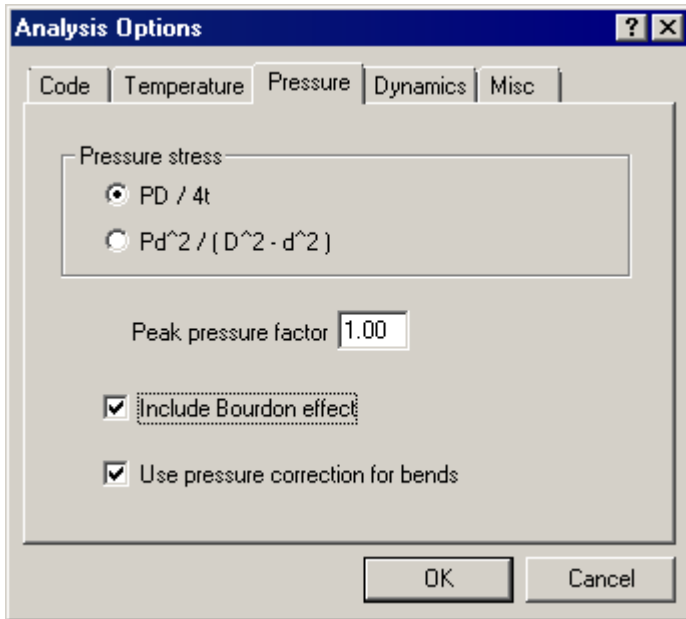 Analysis Options
Code Temperature Pressure Dynamics Misc
Pressure stress
PD / 4t
Pd^2 / ( D^2 - d^2 )
Peak pressure factor 1.00
Include Bourdon effect
Use pressure correction for bends
OK Cancel